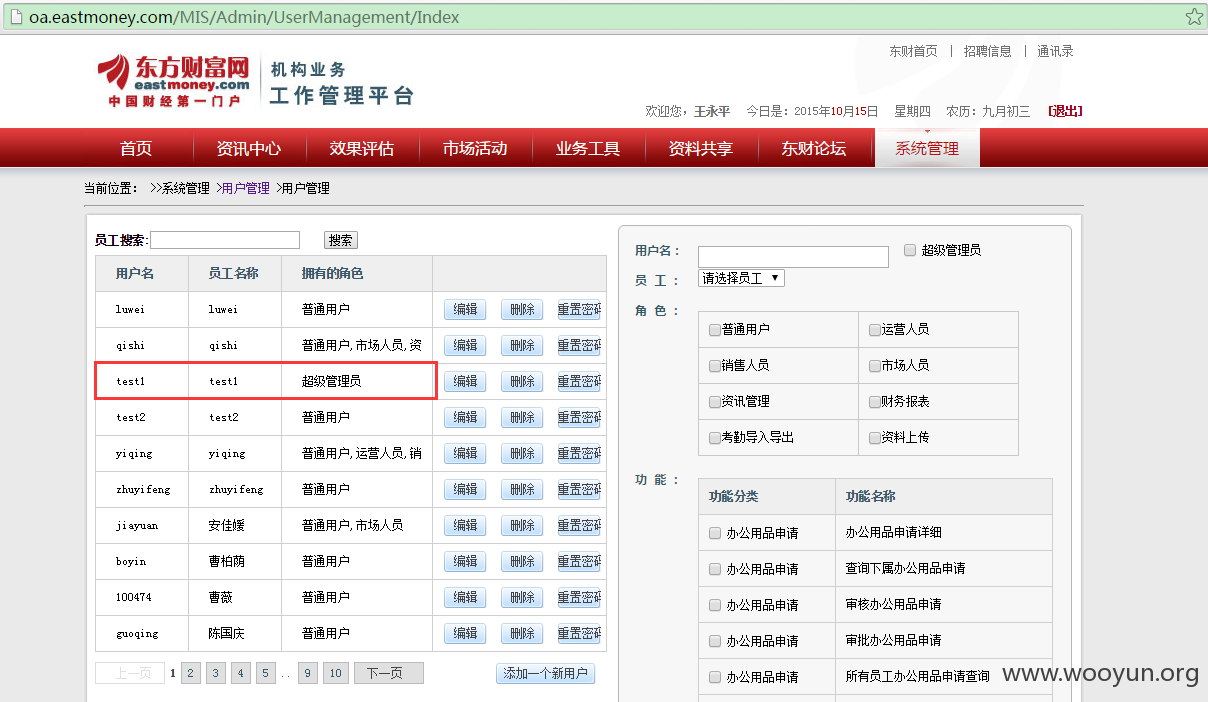 oa.eastmoney.com/MIS/Admin/UserManagement/Index
东方财富网
eastmoney.com
中国财经第一门户
机构业务
工作管理平台
东财首页 | 招聘信息 | 通讯录
欢迎您，王永平 今日是：2015年10月15日 星期四 农历：九月初三 [退出]
首页 资讯中心 效果评估 市场活动 业务工具 资料共享 东财论坛 系统管理
当前位置： >>系统管理 >用户管理 >用户管理
员工搜索: 搜索
用户名 员工名称 拥有的角色
luwei luwei 普通用户 编辑 删除 重置密码
qishi qishi 普通用户,市场人员,资 编辑 删除 重置密码
test1 test1 超级管理员 编辑 删除 重置密码
test2 test2 普通用户 编辑 删除 重置密码
yiqing yiqing 普通用户,运营人员,销 编辑 删除 重置密码
zhuyifeng zhuyifeng 普通用户 编辑 删除 重置密码
jiayuan 安佳媛 普通用户,市场人员 编辑 删除 重置密码
boyin 曹柏荫 普通用户 编辑 删除 重置密码
100474 曹薇 普通用户 编辑 删除 重置密码
guoqing 陈国庆 普通用户 编辑 删除 重置密码
上一页 1 2 3 4 5 .. 9 10 下一页 添加一个新用户
用户名： 超级管理员
员 工 ： 请选择员工
角 色 ：
普通用户 运营人员
销售人员 市场人员
资讯管理 财务报表
考勤导入导出 资料上传
功 能 ：
功能分类 功能名称
办公用品申请 办公用品申请详细
办公用品申请 查询下属办公用品申请
办公用品申请 审核办公用品申请
办公用品申请 审批办公用品申请
办公用品申请 所有员工办公用品申请查询
www.wooyun.org